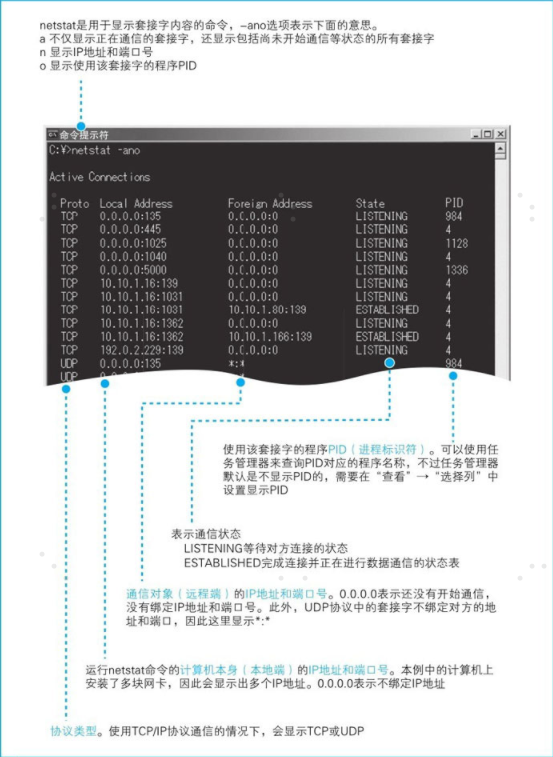 netstat是用于显示套接字内容的命令，-ano选项表示下面的意思。
a 不仅显示正在通信的套接字，还显示包括尚未开始通信等状态的所有套接字
n 显示IP地址和端口号
o 显示使用该套接字的程序PID
命令提示符
C:¥>netstat -ano
Active Connections
Proto Local Address Foreign Address State PID
TCP 0.0.0.0:135 0.0.0.0:0 LISTENING 984
TCP 0.0.0.0:445 0.0.0.0:0 LISTENING 4
TCP 0.0.0.0:1025 0.0.0.0:0 LISTENING 1128
TCP 0.0.0.0:1040 0.0.0.0:0 LISTENING 4
TCP 0.0.0.0:5000 0.0.0.0:0 LISTENING 1336
TCP 10.10.1.16:139 0.0.0.0:0 LISTENING 4
TCP 10.10.1.16:1031 0.0.0.0:0 LISTENING 4
TCP 10.10.1.16:1031 10.10.1.80:139 ESTABLISHED 4
TCP 10.10.1.16:1362 0.0.0.0:0 LISTENING 4
TCP 10.10.1.16:1362 10.10.1.166:139 ESTABLISHED 4
TCP 192.0.2.229:139 0.0.0.0:0 LISTENING 4
UDP 0.0.0.0:135 *:* 984
UDP
使用该套接字的程序PID（进程标识符）。可以使用任
务管理器来查询PID对应的程序名称，不过任务管理器
默认是不显示PID的，需要在“查看”→“选择列”中
设置显示PID
表示通信状态
LISTENING等待对方连接的状态
ESTABLISHED完成连接并正在进行数据通信的状态表
通信对象（远程端）的IP地址和端口号。0.0.0.0表示还没有开始通信，
没有绑定IP地址和端口号。此外，UDP协议中的套接字不绑定对方的地
址和端口，因此这里显示*:*
运行netstat命令的计算机本身（本地端）的IP地址和端口号。本例中的计算机上
安装了多块网卡，因此会显示出多个IP地址。0.0.0.0表示不绑定IP地址
协议类型。使用TCP/IP协议通信的情况下，会显示TCP或UDP